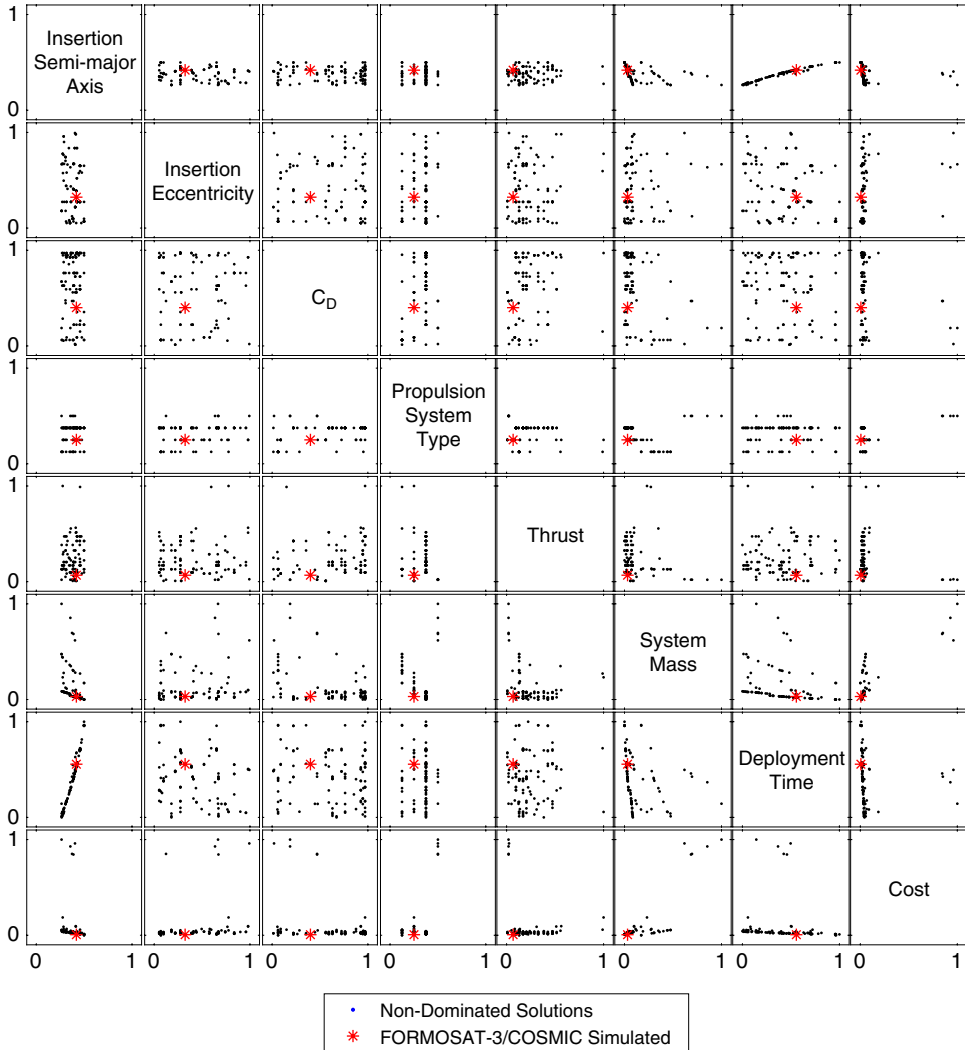 1
Insertion
Semi-major
Axis
0
1
Insertion
Eccentricity
0
1
C_D
0
1
Propulsion
System
Type
0
1
Thrust
0
1
System
Mass
0
1
Deployment
Time
0
1
Cost
0
0 1 0 1 0 1 0 1 0 1 0 1 0 1 0 1
Non-Dominated Solutions
FORMOSAT-3/COSMIC Simulated